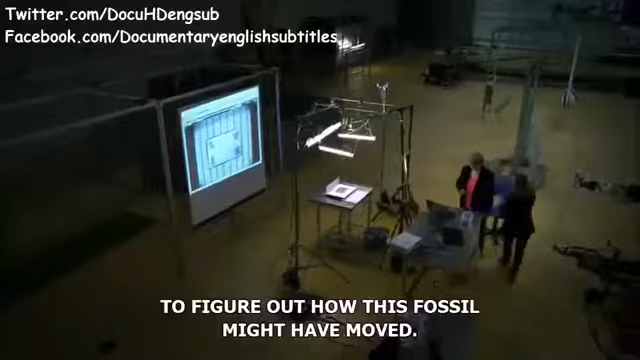 Twitter.com/DocuHDengsub
Facebook.com/Documentaryenglishsubtitles
TO FIGURE OUT HOW THIS FOSSIL
MIGHT HAVE MOVED.